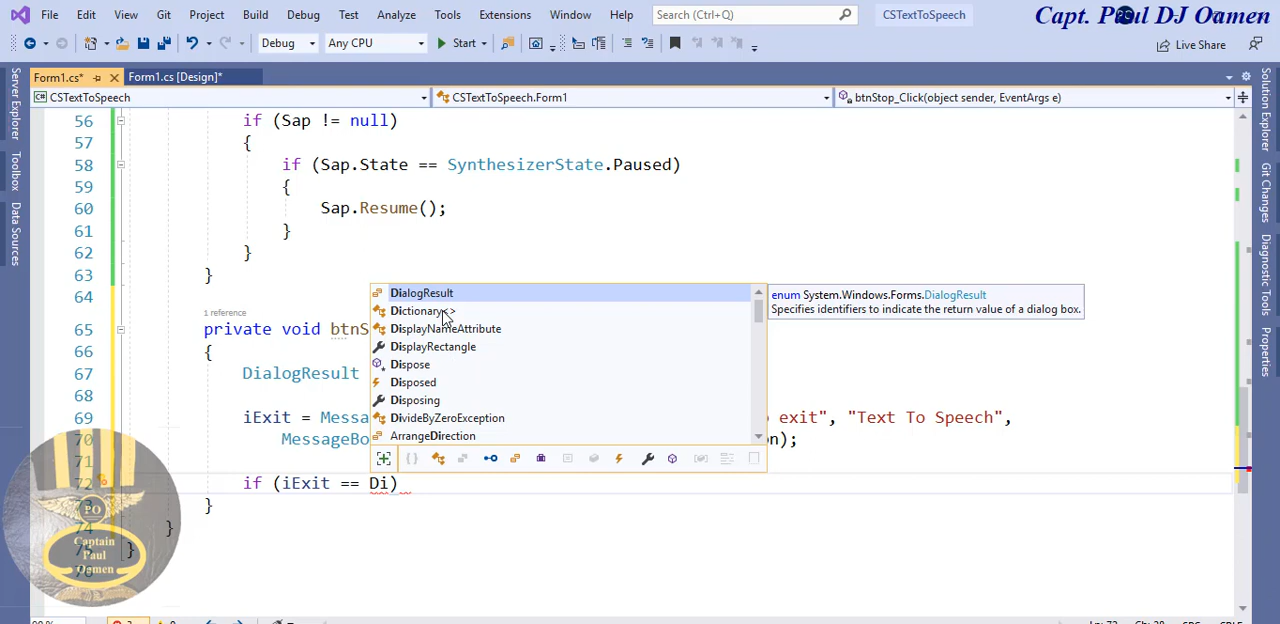 File Edit View Git Project Build Debug Test Analyze Tools Extensions Window Help Search (Ctrl+Q) CSTextToSpeech Capt. Paul DJ Oamen
Debug Any CPU Start Live Share
Form1.cs* Form1.cs [Design]*
CSTextToSpeech CSTextToSpeech.Form1 btnStop_Click(object sender, EventArgs e)
Server Explorer
Toolbox
Data Sources
Solution Explorer
Git Changes
Diagnostic Tools
Properties
56 if (Sap != null)
57 {
58 if (Sap.State == SynthesizerState.Paused)
59 {
60 Sap.Resume();
61 }
62 }
63 }
64
1 reference
65 private void btnS
66 {
67 DialogResult
68
69 iExit = Messa exit", "Text To Speech",
70 MessageBo n);
71
72 if (iExit == Di)
}
74 }
75 }
76
DialogResult
Dictionary<>
DisplayNameAttribute
DisplayRectangle
Dispose
Disposed
Disposing
DivideByZeroException
ArrangeDirection
enum System.Windows.Forms.DialogResult
Specifies identifiers to indicate the return value of a dialog box.
PO
Captain
Paul
Oamen